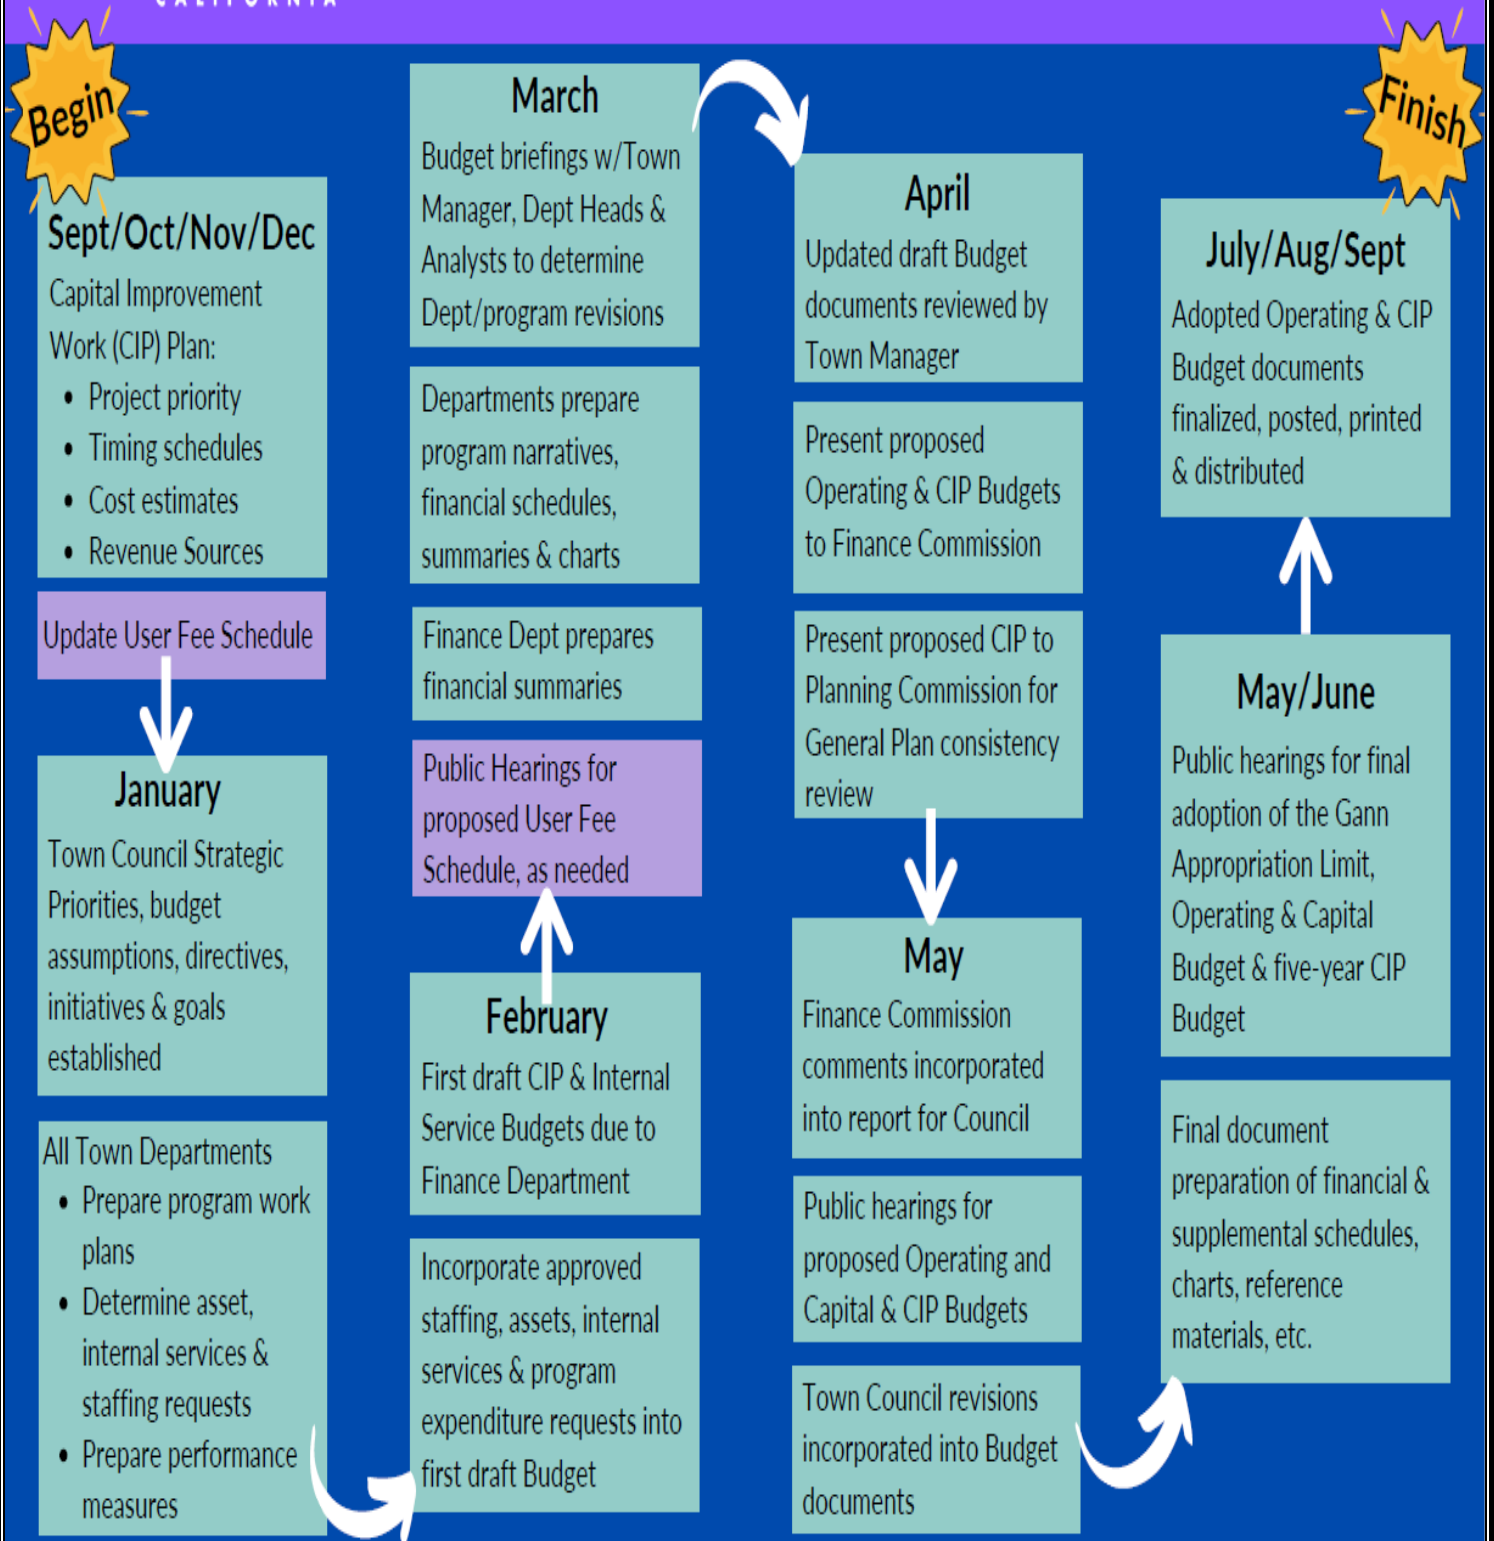 CALIFORNIA
Begin
Sept/Oct/Nov/Dec
Capital Improvement
Work (CIP) Plan:
• Project priority
• Timing schedules
• Cost estimates
• Revenue Sources
Update User Fee Schedule
January
Town Council Strategic
Priorities, budget
assumptions, directives,
initiatives & goals
established
All Town Departments
• Prepare program work
plans
• Determine asset,
internal services &
staffing requests
• Prepare performance
measures
February
First draft CIP & Internal
Service Budgets due to
Finance Department
Incorporate approved
staffing, assets, internal
services & program
expenditure requests into
first draft Budget
March
Budget briefings w/Town
Manager, Dept Heads &
Analysts to determine
Dept/program revisions
Departments prepare
program narratives,
financial schedules,
summaries & charts
Finance Dept prepares
financial summaries
Public Hearings for
proposed User Fee
Schedule, as needed
April
Updated draft Budget
documents reviewed by
Town Manager
Present proposed
Operating & CIP Budgets
to Finance Commission
Present proposed CIP to
Planning Commission for
General Plan consistency
review
May
Finance Commission
comments incorporated
into report for Council
Public hearings for
proposed Operating and
Capital & CIP Budgets
Town Council revisions
incorporated into Budget
documents
May/June
Public hearings for final
adoption of the Gann
Appropriation Limit,
Operating & Capital
Budget & five-year CIP
Budget
Final document
preparation of financial &
supplemental schedules,
charts, reference
materials, etc.
Finish
July/Aug/Sept
Adopted Operating & CIP
Budget documents
finalized, posted, printed
& distributed